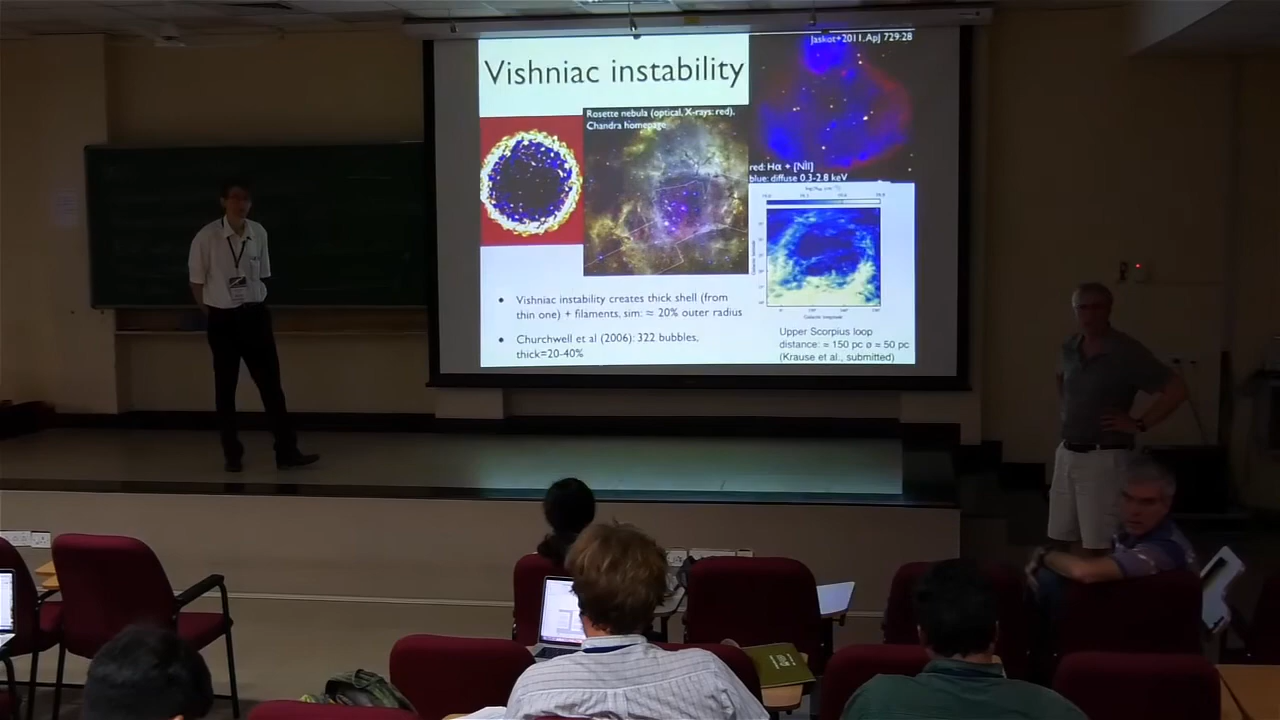 Vishniac instability
Jaskot+2011, ApJ 729:28
Rosette nebula (optical, X-rays: red),
Chandra homepage
red: Hα + [NII]
blue: diffuse 0.3-2.8 keV
• Vishniac instability creates thick shell (from
thin one) + filaments, sim: ≈ 20% outer radius
• Churchwell et al (2006): 322 bubbles,
thick=20-40%
Upper Scorpius loop
distance: ≈ 150 pc ø ≈ 50 pc
(Krause et al., submitted)